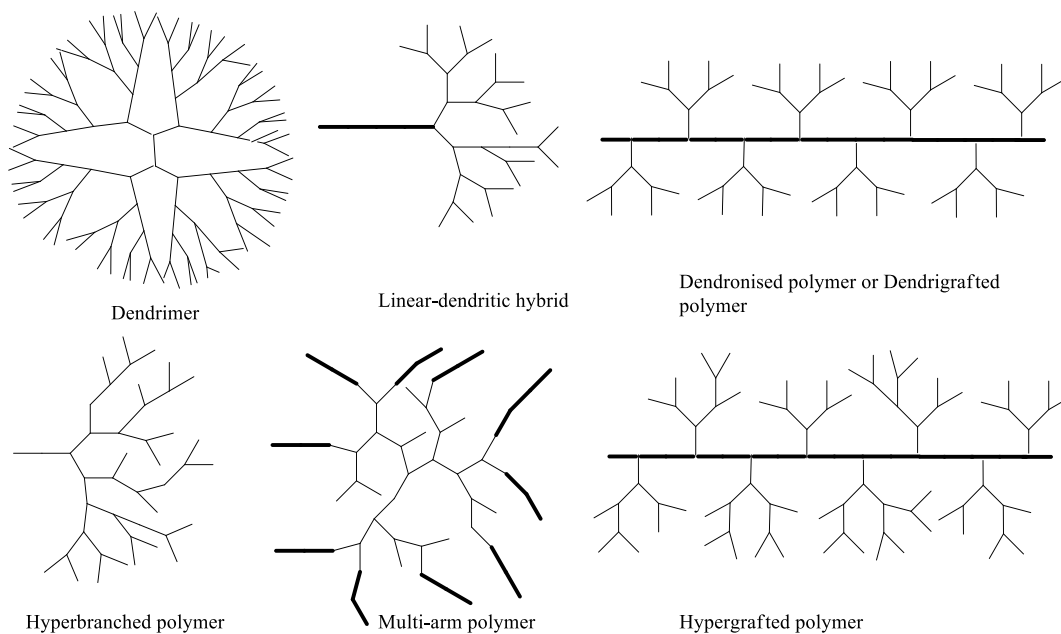 Dendrimer
Linear-dendritic hybrid
Dendronised polymer or Dendrigrafted
polymer
Hyperbranched polymer
Multi-arm polymer
Hypergrafted polymer